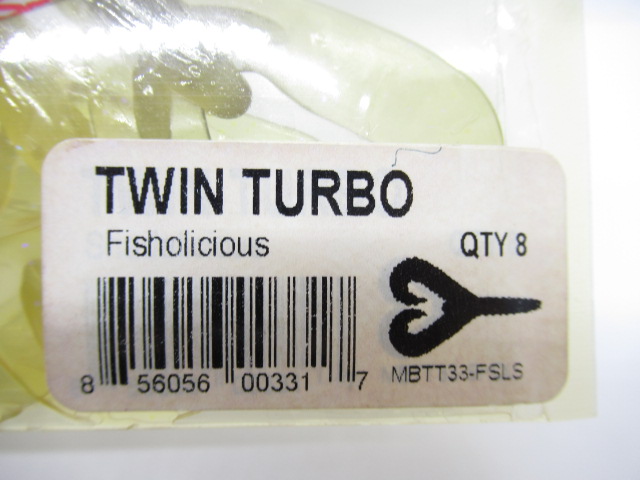 TWIN TURBO
Fisholicious
QTY 8
8 56056 00331 7
MBTT33-FSLS